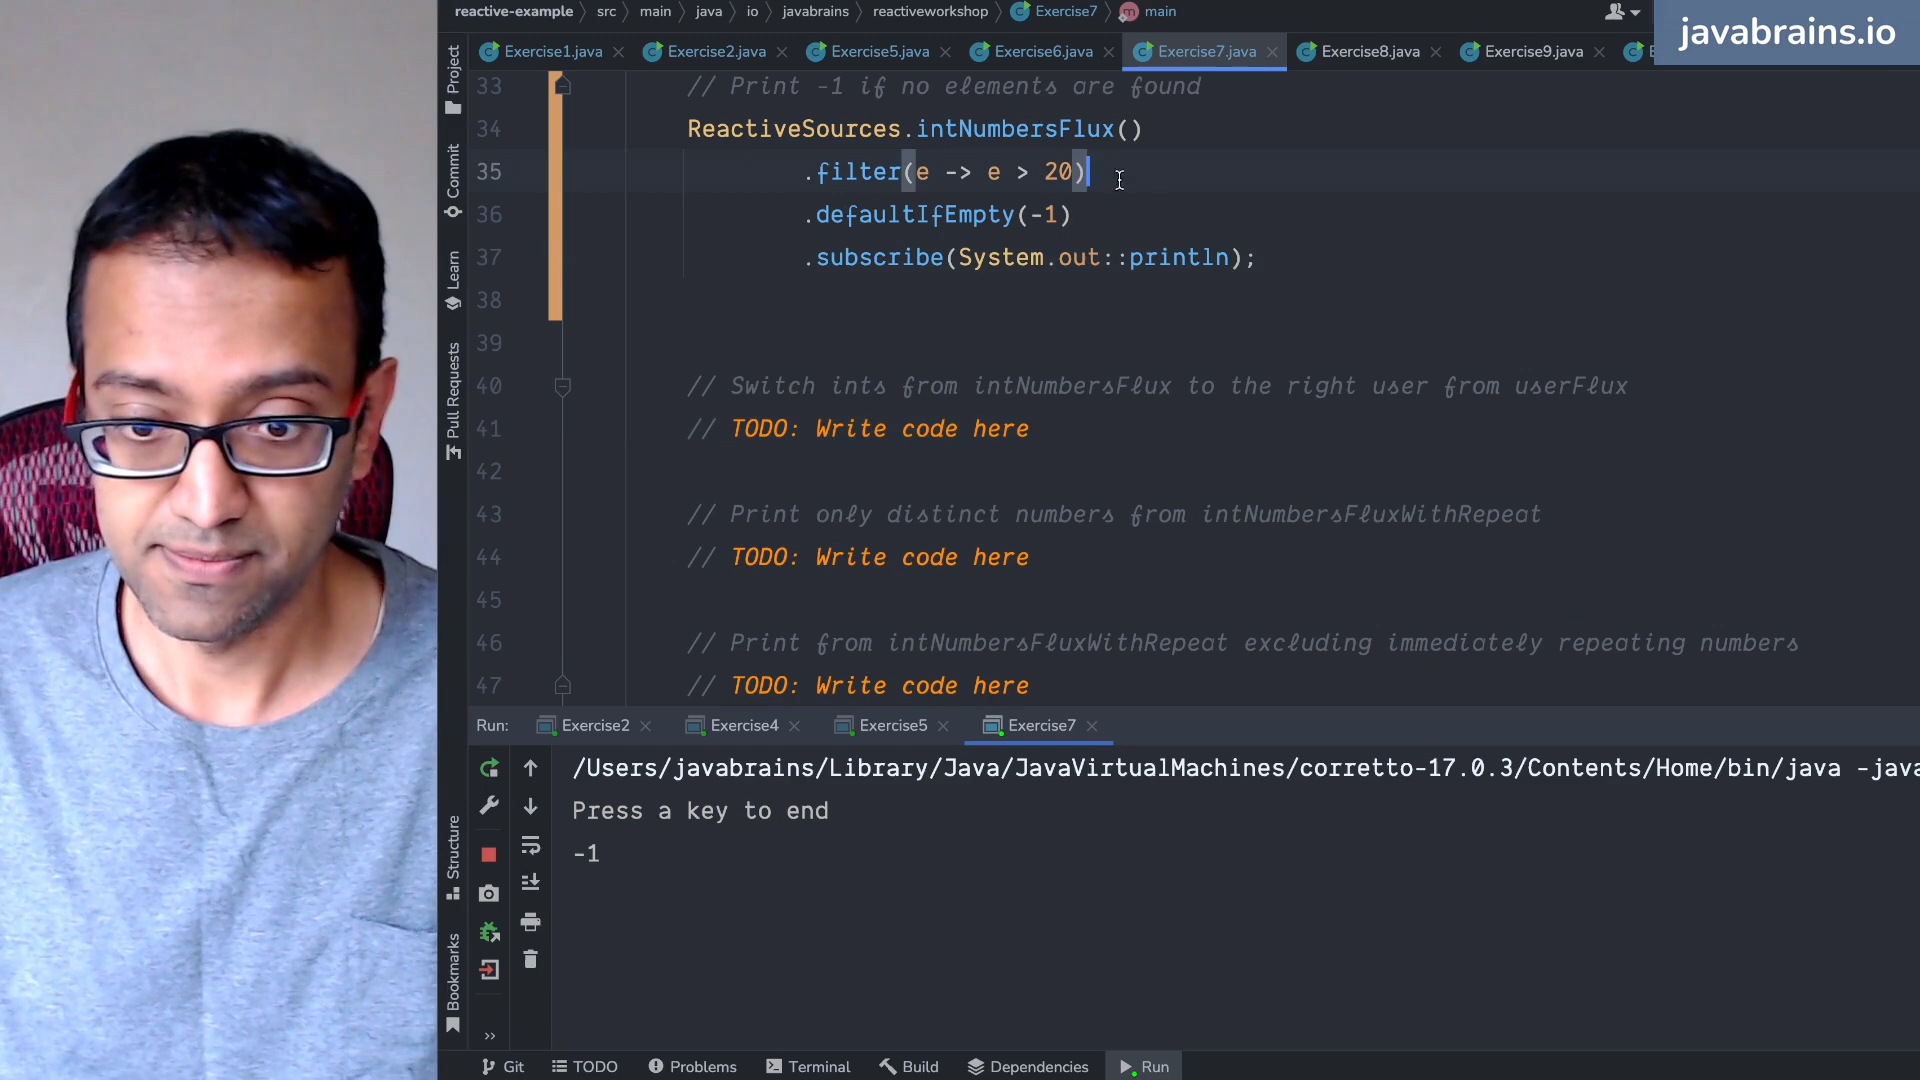 reactive-example src main java io javabrains reactiveworkshop Exercise7 main
javabrains.io
Exercise1.java Exercise2.java Exercise5.java Exercise6.java Exercise7.java Exercise8.java Exercise9.java
Project
Commit
Learn
Pull Requests
Structure
Bookmarks
33 // Print -1 if no elements are found
34 ReactiveSources.intNumbersFlux()
35 .filter(e -> e > 20)
36 .defaultIfEmpty(-1)
37 .subscribe(System.out::println);
38
39
40 // Switch ints from intNumbersFlux to the right user from userFlux
41 // TODO: Write code here
42
43 // Print only distinct numbers from intNumbersFluxWithRepeat
44 // TODO: Write code here
45
46 // Print from intNumbersFluxWithRepeat excluding immediately repeating numbers
47 // TODO: Write code here
Run: Exercise2 Exercise4 Exercise5 Exercise7
/Users/javabrains/Library/Java/JavaVirtualMachines/corretto-17.0.3/Contents/Home/bin/java -java
Press a key to end
-1
Git TODO Problems Terminal Build Dependencies Run